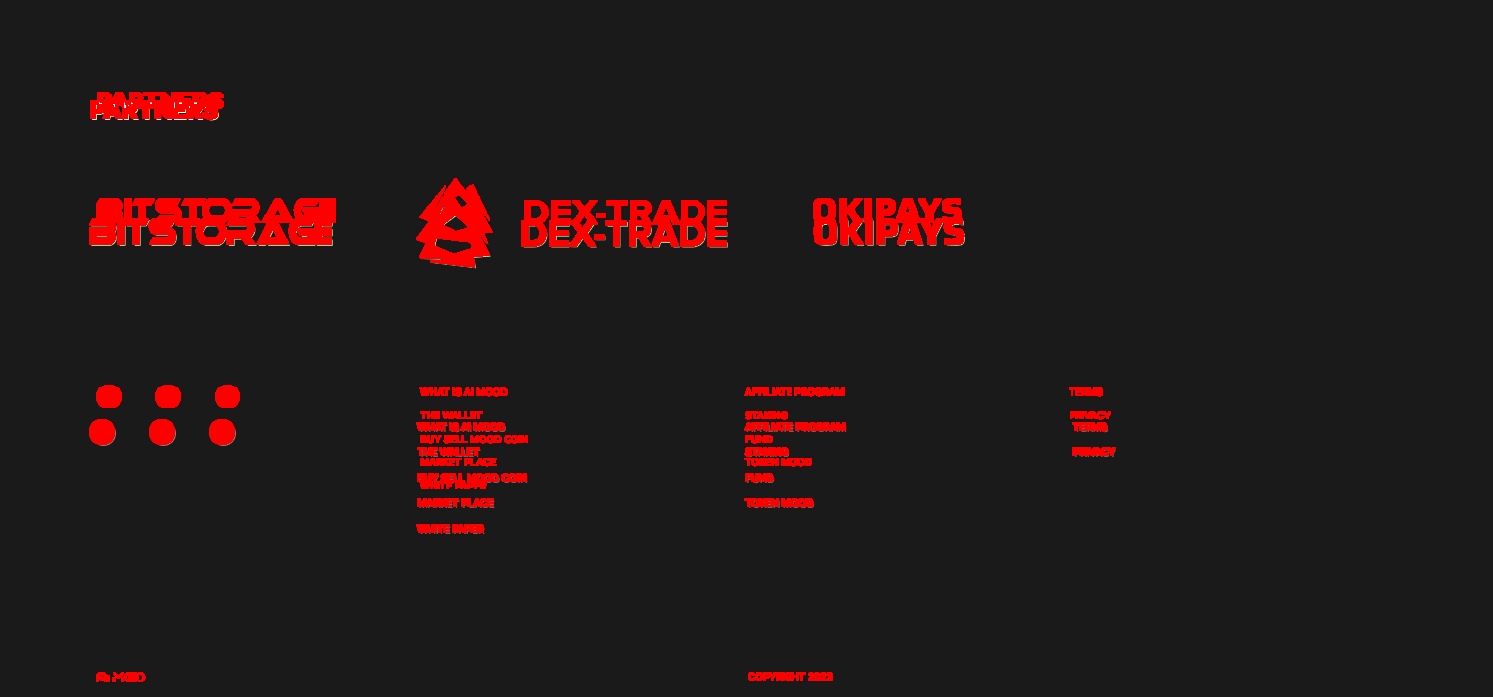 PARTNERS
PARTNERS
BITSTORAGE DEX-TRADE OKIPAYS
BITSTORAGE DEX-TRADE OKIPAYS
WHAT IS AI MOOD AFFILIATE PROGRAM TERMS
THE WALLET STAKING PRIVACY
WHAT IS AI MOOD AFFILIATE PROGRAM TERMS
BUY SELL MOOD COIN FUND
THE WALLET STAKING PRIVACY
MARKET PLACE TOKEN MOOD
BUY SELL MOOD COIN FUND
WHITE PAPER
MARKET PLACE TOKEN MOOD
WHITE PAPER
COPYRIGHT 2023